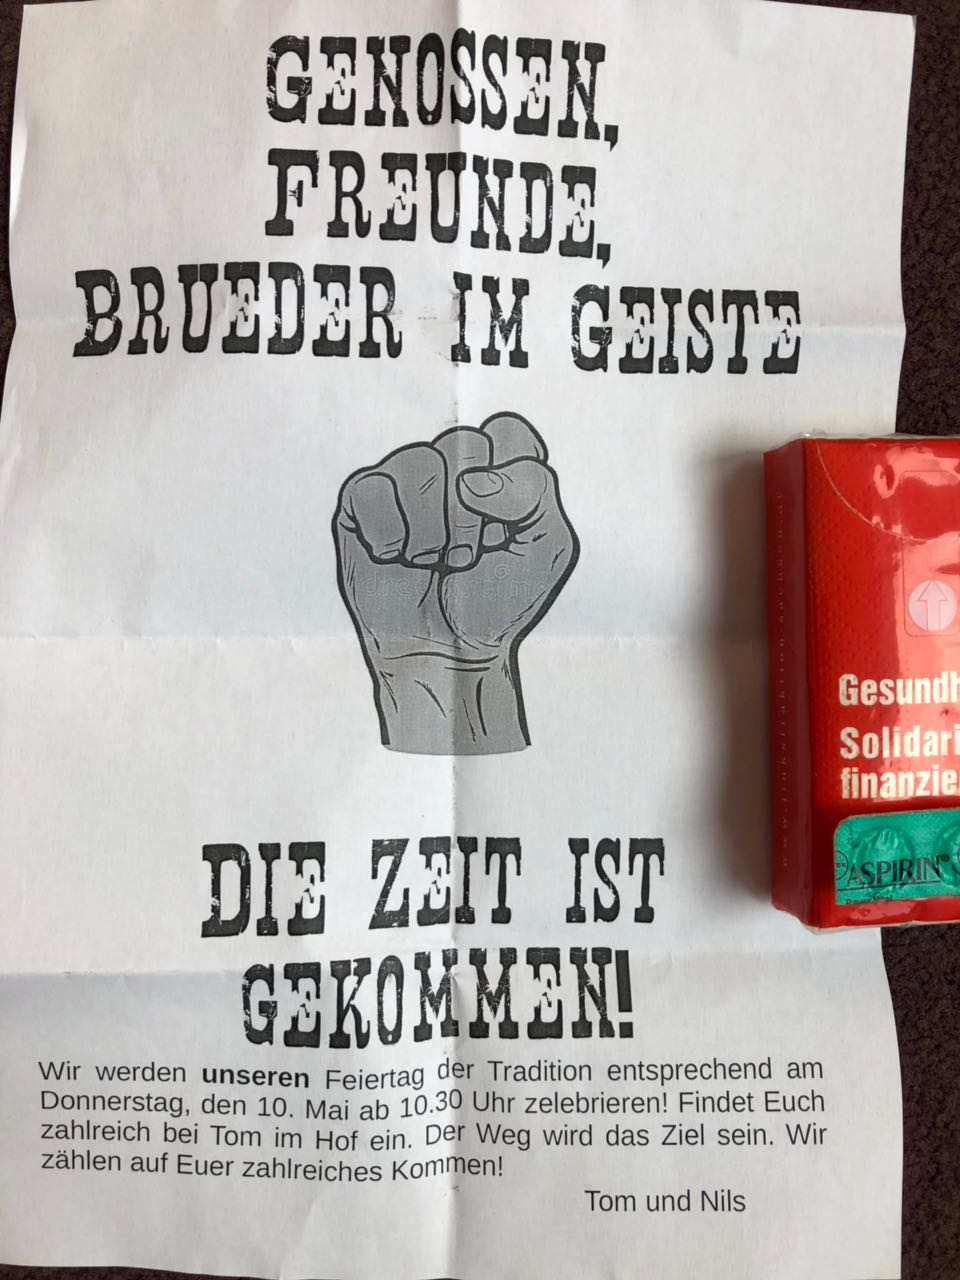 GENOSSEN,
FREUNDE,
BRUEDER IM GEISTE
DIE ZEIT IST
GEKOMMEN!
Wir werden unseren Feiertag der Tradition entsprechend am
Donnerstag, den 10. Mai ab 10.30 Uhr zelebrieren! Findet Euch
zahlreich bei Tom im Hof ein. Der Weg wird das Ziel sein. Wir
zählen auf Euer zahlreiches Kommen!
Tom und Nils
Gesundh
Solidari
finanzie
ASPIRIN®